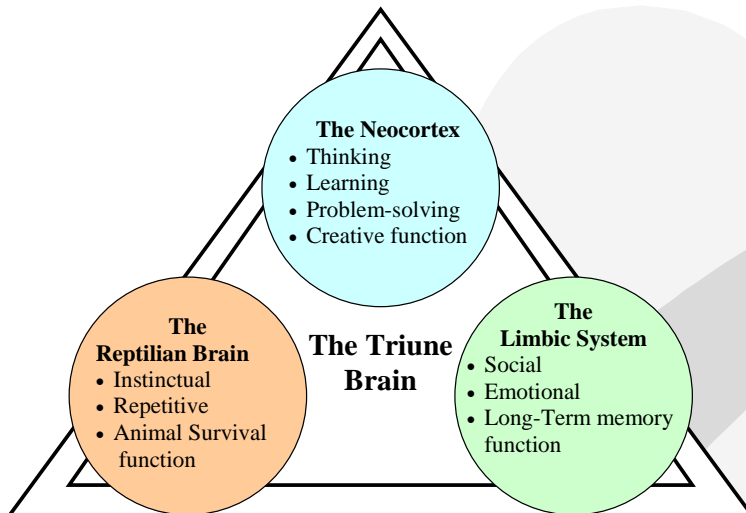 The Neocortex
• Thinking
• Learning
• Problem-solving
• Creative function
The
Reptilian Brain
• Instinctual
• Repetitive
• Animal Survival
function
The Triune
Brain
The
Limbic System
• Social
• Emotional
• Long-Term memory
function